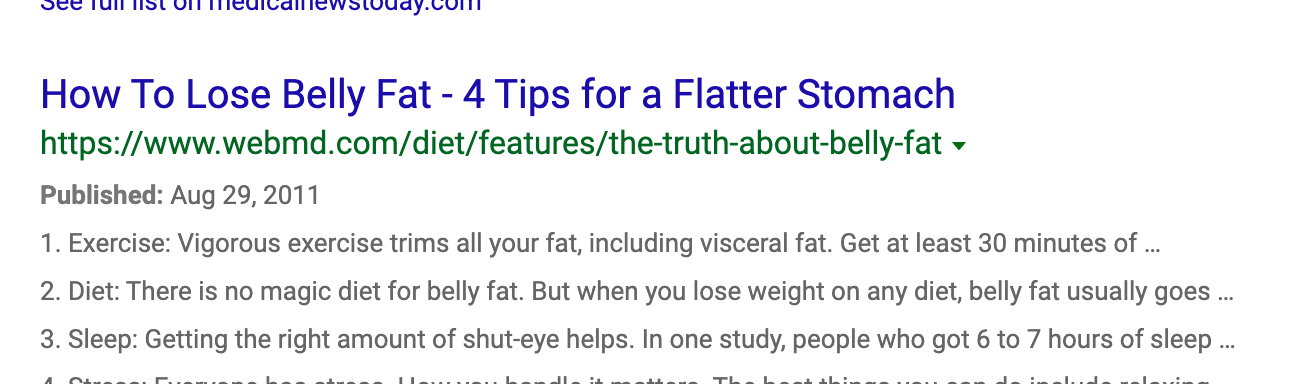 See full list on medicalnewstoday.com
How To Lose Belly Fat - 4 Tips for a Flatter Stomach
https://www.webmd.com/diet/features/the-truth-about-belly-fat
Published: Aug 29, 2011
1. Exercise: Vigorous exercise trims all your fat, including visceral fat. Get at least 30 minutes of ...
2. Diet: There is no magic diet for belly fat. But when you lose weight on any diet, belly fat usually goes ...
3. Sleep: Getting the right amount of shut-eye helps. In one study, people who got 6 to 7 hours of sleep ...
4. Stress: Everyone has stress. How you handle it matters. The best things you can do include relaxing